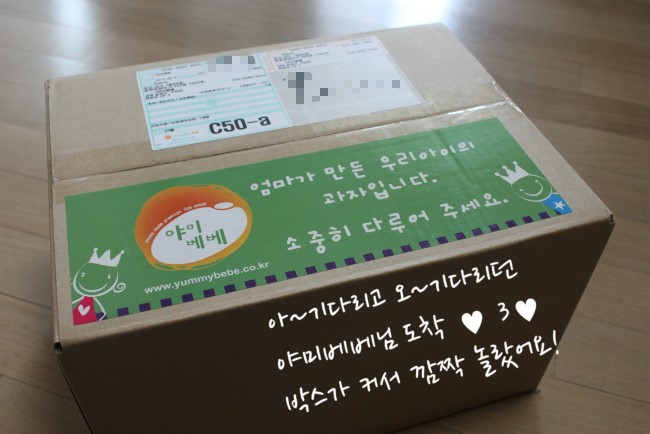 C50-a
엄마가 만든 우리아이의
과자입니다.
소중히 다루어 주세요.
야미
베베
www.yummybebe.co.kr
아~기다리고 오~기다리던
야미베베님 도착 ♥ 3 ♥
박스가 커서 깜짝 놀랐어요!